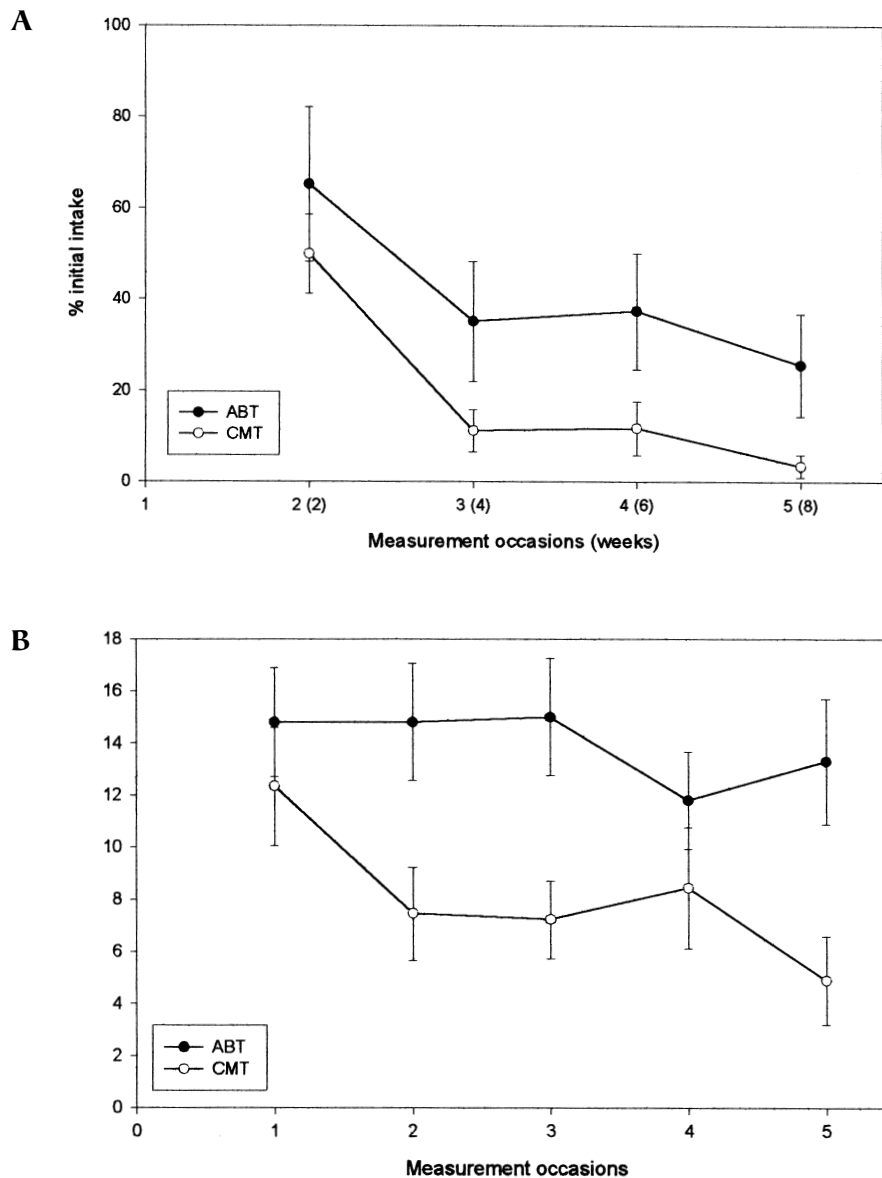 A
100
80
60
40
20
0
% initial intake
ABT
CMT
1 2 (2) 3 (4) 4 (6) 5 (8)
Measurement occasions (weeks)
B
18
16
14
12
10
8
6
4
2
0
ABT
CMT
0 1 2 3 4 5
Measurement occasions